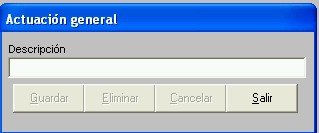 Actuación general
Descripción
Guardar Eliminar Cancelar Salir